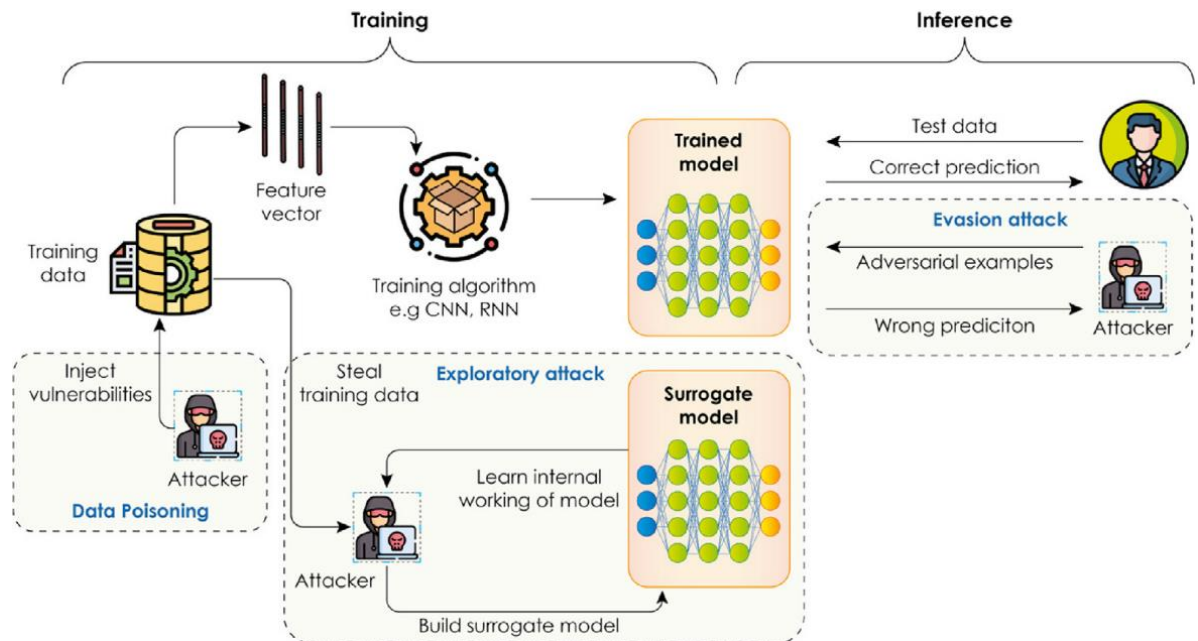 Training
Inference
Feature
vector
Training
data
Training algorithm
e.g CNN, RNN
Trained
model
Test data
Correct prediction
Evasion attack
Adversarial examples
Wrong prediciton
Attacker
Inject
vulnerabilities
Attacker
Data Poisoning
Steal
training data
Exploratory attack
Surrogate
model
Learn internal
working of model
Attacker
Build surrogate model